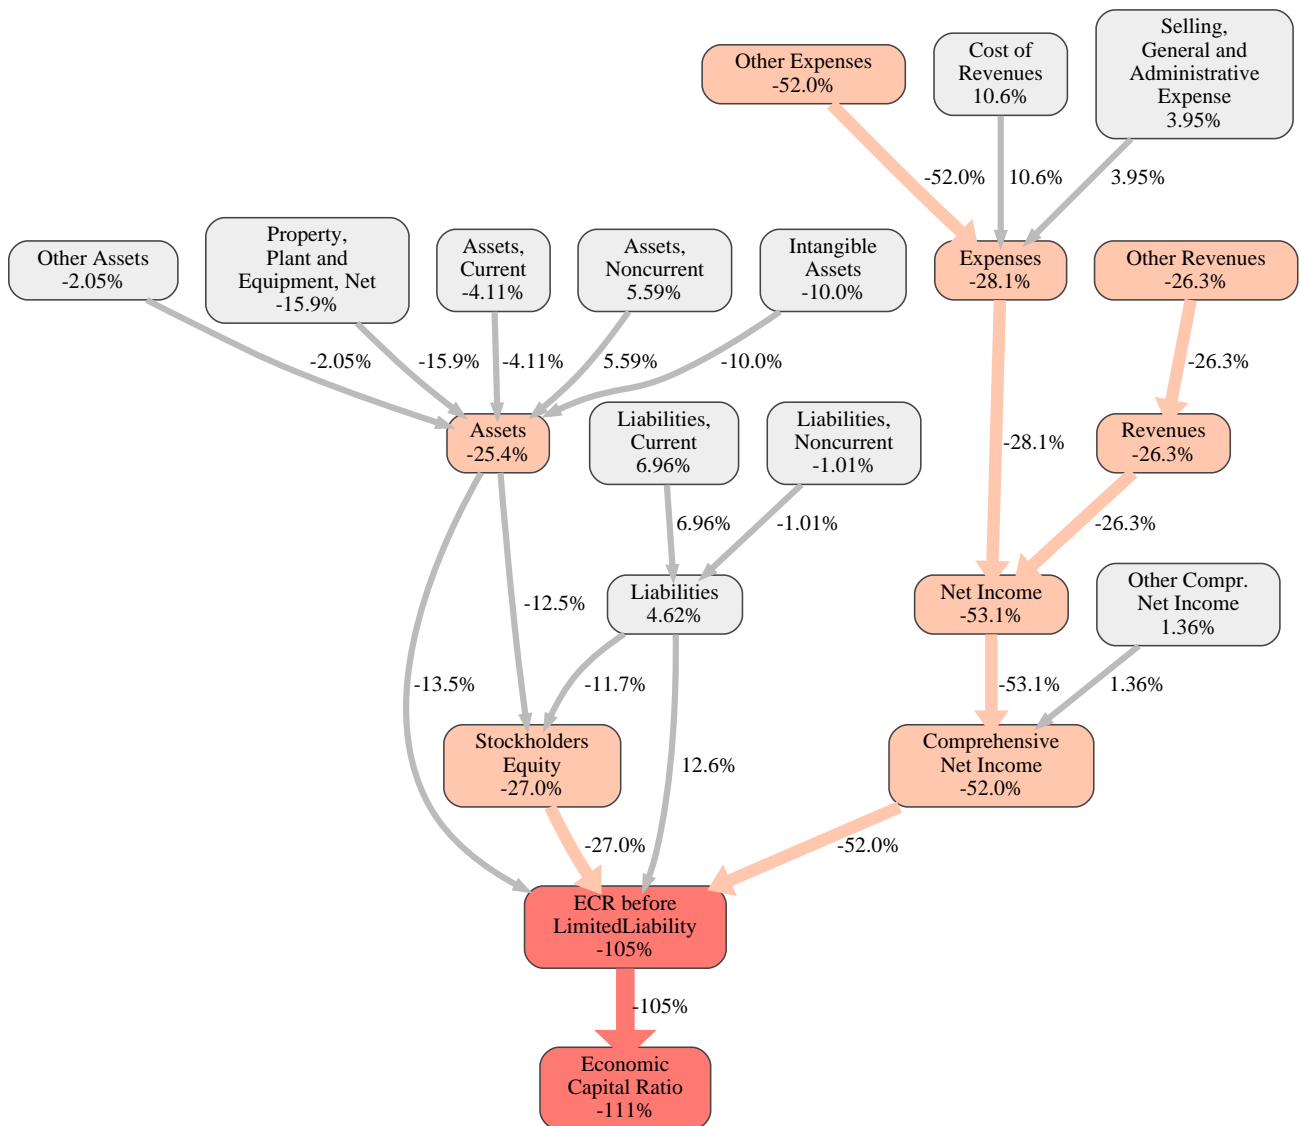 Other Expenses
-52.0%
Cost of
Revenues
10.6%
Selling,
General and
Administrative
Expense
3.95%
-52.0%
10.6%
3.95%
Other Assets
-2.05%
Property,
Plant and
Equipment, Net
-15.9%
Assets,
Current
-4.11%
Assets,
Noncurrent
5.59%
Intangible
Assets
-10.0%
Expenses
-28.1%
Other Revenues
-26.3%
-2.05%
-15.9%
-4.11%
5.59%
-10.0%
-26.3%
Assets
-25.4%
Liabilities,
Current
6.96%
Liabilities,
Noncurrent
-1.01%
-28.1%
Revenues
-26.3%
6.96%
-1.01%
-26.3%
-12.5%
Liabilities
4.62%
Net Income
-53.1%
Other Compr.
Net Income
1.36%
-13.5%
-11.7%
-53.1%
1.36%
Stockholders
Equity
-27.0%
12.6%
Comprehensive
Net Income
-52.0%
-27.0%
-52.0%
ECR before
LimitedLiability
-105%
-105%
Economic
Capital Ratio
-111%